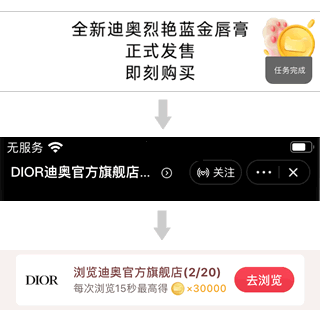 全新迪奥烈艳蓝金唇膏
正式发售
即刻购买
任务完成
无服务
DIOR迪奥官方旗舰店...
关注
DIOR
浏览迪奥官方旗舰店(2/20)
每次浏览15秒最高得 ×30000
去浏览